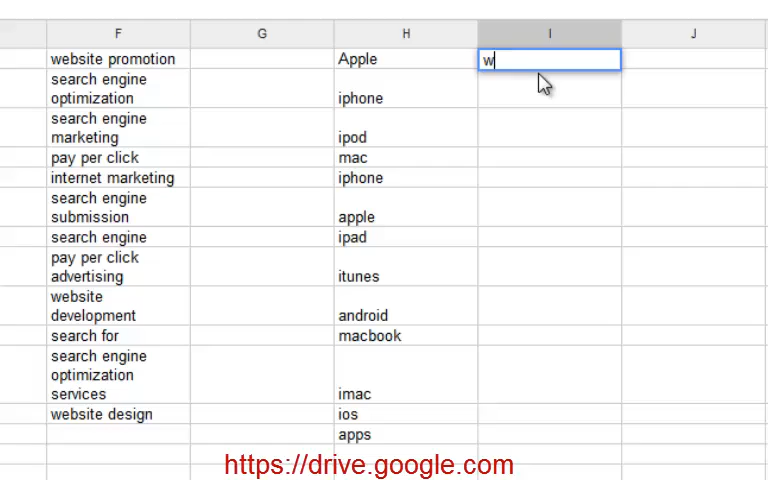 F G H I J
website promotion Apple w
search engine
optimization iphone
search engine
marketing ipod
pay per click mac
internet marketing iphone
search engine
submission apple
search engine ipad
pay per click
advertising itunes
website
development android
search for macbook
search engine
optimization
services imac
website design ios
apps
https://drive.google.com